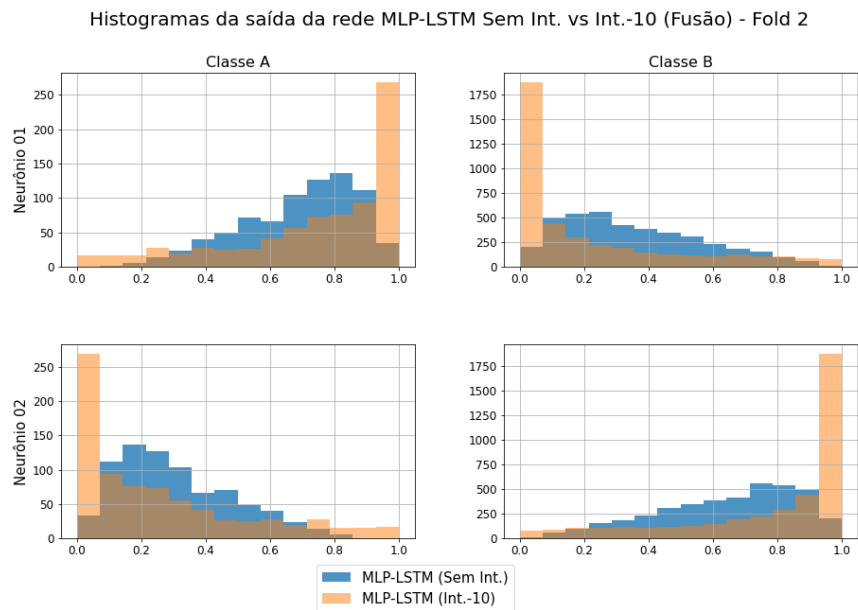 Histogramas da saída da rede MLP-LSTM Sem Int. vs Int.-10 (Fusão) - Fold 2
Classe A
Classe B
Neurônio 01
250
200
150
100
50
0
0.0 0.2 0.4 0.6 0.8 1.0
1750
1500
1250
1000
750
500
250
0
0.0 0.2 0.4 0.6 0.8 1.0
Neurônio 02
250
200
150
100
50
0
0.0 0.2 0.4 0.6 0.8 1.0
1750
1500
1250
1000
750
500
250
0
0.0 0.2 0.4 0.6 0.8 1.0
MLP-LSTM (Sem Int.)
MLP-LSTM (Int.-10)